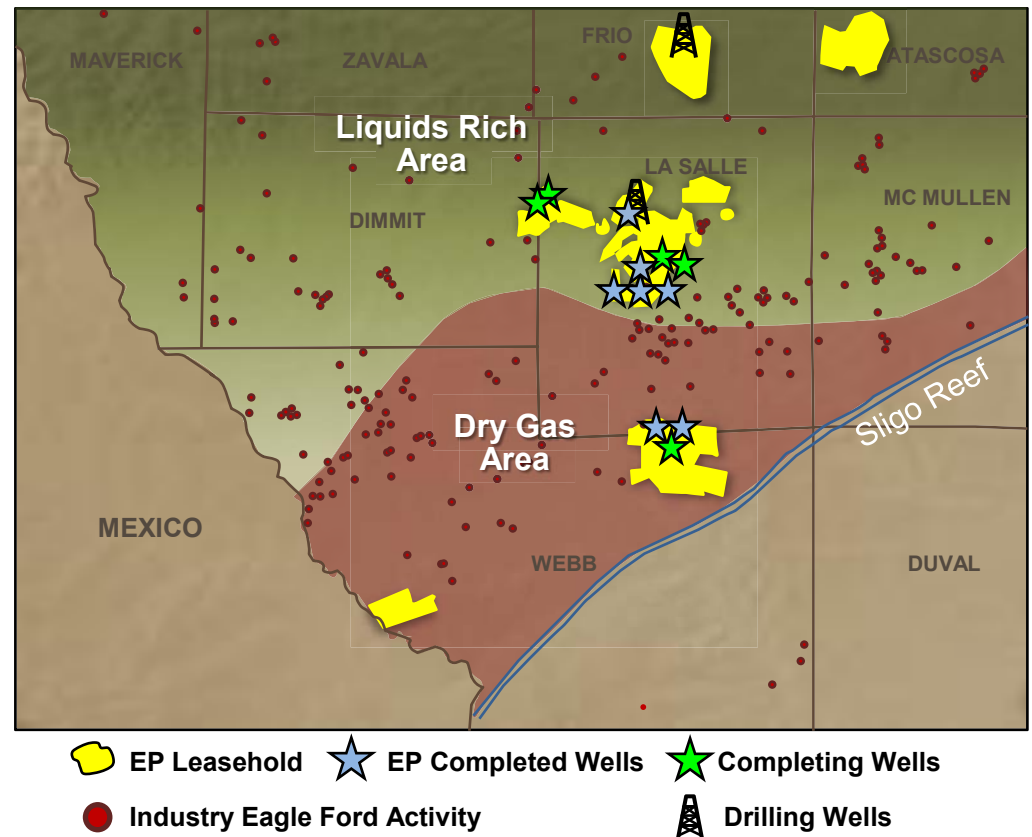 MAVERICK
ZAVALA
FRIO
ATASCOSA
Liquids Rich
Area
LA SALLE
DIMMIT
MC MULLEN
Sligo Reef
Dry Gas
Area
MEXICO
WEBB
DUVAL
EP Leasehold
EP Completed Wells
Completing Wells
Industry Eagle Ford Activity
Drilling Wells